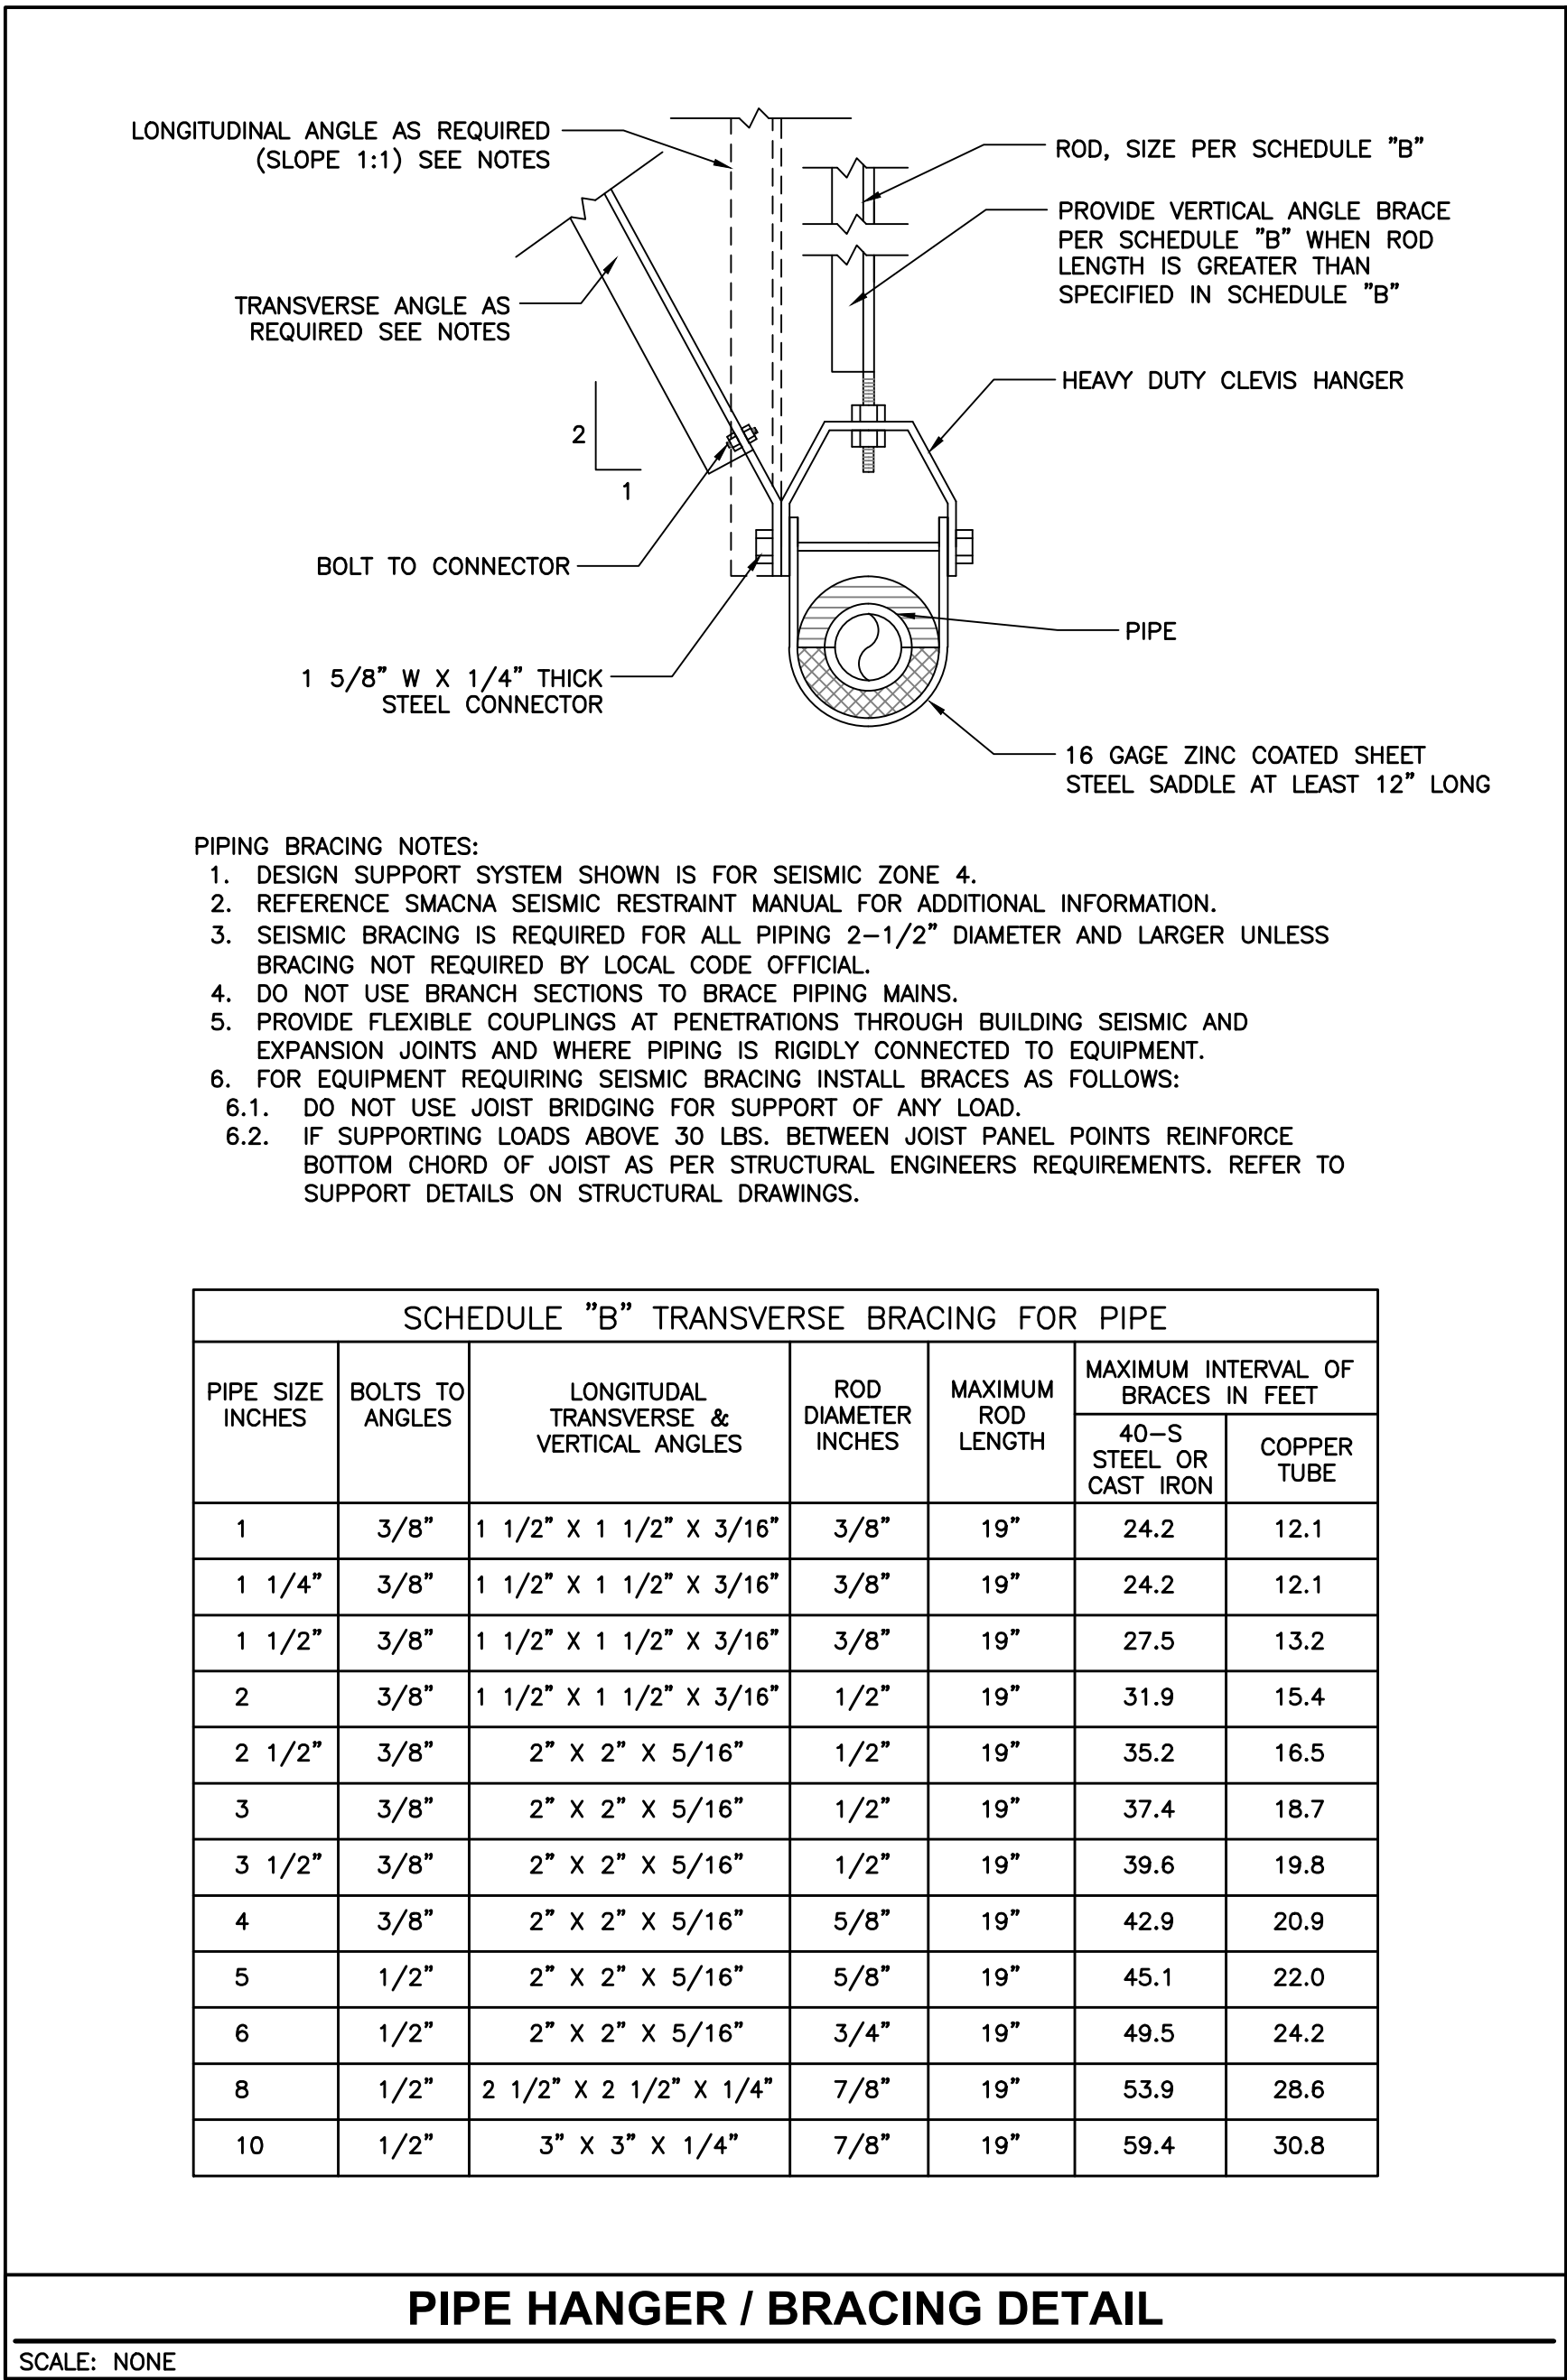 LONGITUDINAL ANGLE AS REQUIRED
(SLOPE 1:1) SEE NOTES
ROD, SIZE PER SCHEDULE "B"
PROVIDE VERTICAL ANGLE BRACE
PER SCHEDULE "B" WHEN ROD
LENGTH IS GREATER THAN
SPECIFIED IN SCHEDULE "B"
TRANSVERSE ANGLE AS
REQUIRED SEE NOTES
HEAVY DUTY CLEVIS HANGER
2
1
BOLT TO CONNECTOR
PIPE
1 5/8" W X 1/4" THICK
STEEL CONNECTOR
16 GAGE ZINC COATED SHEET
STEEL SADDLE AT LEAST 12" LONG
PIPING BRACING NOTES:
1. DESIGN SUPPORT SYSTEM SHOWN IS FOR SEISMIC ZONE 4.
2. REFERENCE SMACNA SEISMIC RESTRAINT MANUAL FOR ADDITIONAL INFORMATION.
3. SEISMIC BRACING IS REQUIRED FOR ALL PIPING 2-1/2" DIAMETER AND LARGER UNLESS
BRACING NOT REQUIRED BY LOCAL CODE OFFICIAL.
4. DO NOT USE BRANCH SECTIONS TO BRACE PIPING MAINS.
5. PROVIDE FLEXIBLE COUPLINGS AT PENETRATIONS THROUGH BUILDING SEISMIC AND
EXPANSION JOINTS AND WHERE PIPING IS RIGIDLY CONNECTED TO EQUIPMENT.
6. FOR EQUIPMENT REQUIRING SEISMIC BRACING INSTALL BRACES AS FOLLOWS:
6.1. DO NOT USE JOIST BRIDGING FOR SUPPORT OF ANY LOAD.
6.2. IF SUPPORTING LOADS ABOVE 30 LBS. BETWEEN JOIST PANEL POINTS REINFORCE
BOTTOM CHORD OF JOIST AS PER STRUCTURAL ENGINEERS REQUIREMENTS. REFER TO
SUPPORT DETAILS ON STRUCTURAL DRAWINGS.
SCHEDULE "B" TRANSVERSE BRACING FOR PIPE
PIPE SIZE
INCHES
BOLTS TO
ANGLES
LONGITUDAL
TRANSVERSE &
VERTICAL ANGLES
ROD
DIAMETER
INCHES
MAXIMUM
ROD
LENGTH
MAXIMUM INTERVAL OF
BRACES IN FEET
40-S
STEEL OR
CAST IRON
COPPER
TUBE
1 3/8" 1 1/2" X 1 1/2" X 3/16" 3/8" 19" 24.2 12.1
1 1/4" 3/8" 1 1/2" X 1 1/2" X 3/16" 3/8" 19" 24.2 12.1
1 1/2" 3/8" 1 1/2" X 1 1/2" X 3/16" 3/8" 19" 27.5 13.2
2 3/8" 1 1/2" X 1 1/2" X 3/16" 1/2" 19" 31.9 15.4
2 1/2" 3/8" 2" X 2" X 5/16" 1/2" 19" 35.2 16.5
3 3/8" 2" X 2" X 5/16" 1/2" 19" 37.4 18.7
3 1/2" 3/8" 2" X 2" X 5/16" 1/2" 19" 39.6 19.8
4 3/8" 2" X 2" X 5/16" 5/8" 19" 42.9 20.9
5 1/2" 2" X 2" X 5/16" 5/8" 19" 45.1 22.0
6 1/2" 2" X 2" X 5/16" 3/4" 19" 49.5 24.2
8 1/2" 2 1/2" X 2 1/2" X 1/4" 7/8" 19" 53.9 28.6
10 1/2" 3" X 3" X 1/4" 7/8" 19" 59.4 30.8
PIPE HANGER / BRACING DETAIL
SCALE: NONE